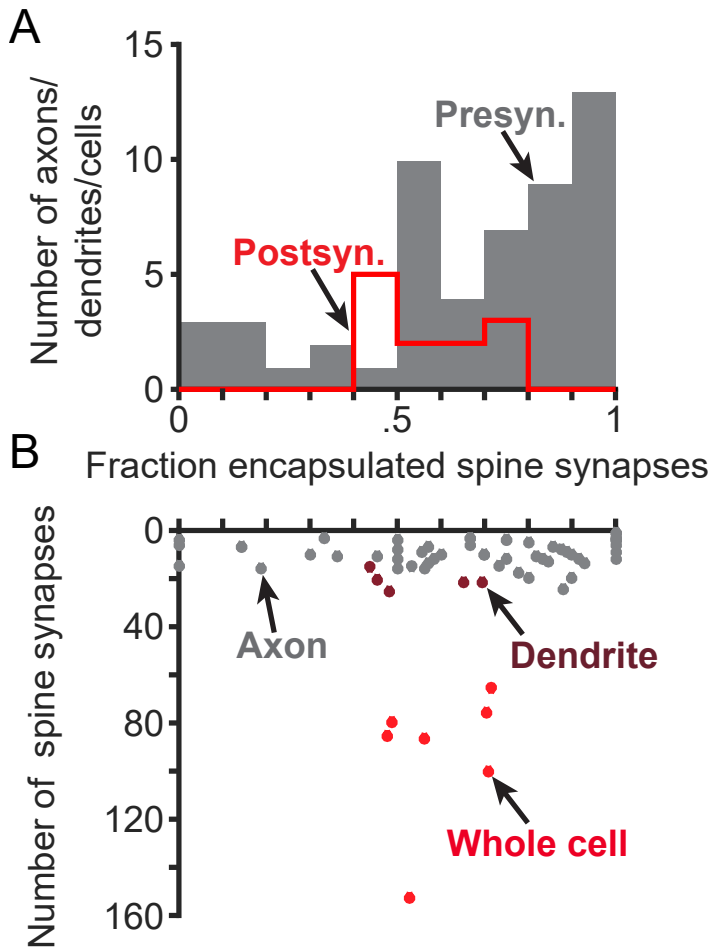 A
Number of axons/
dendrites/cells
15
10
5
0
Presyn.
Postsyn.
0
.5
1
Fraction encapsulated spine synapses
B
Number of spine synapses
0
40
80
120
160
Axon
Dendrite
Whole cell